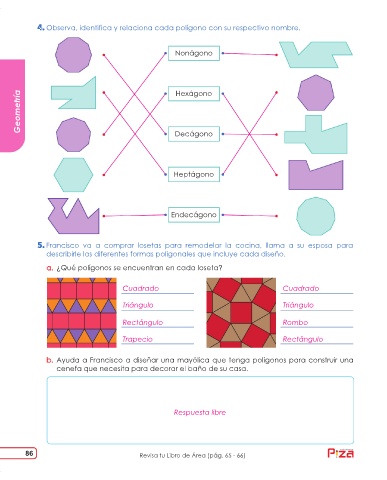 4. Observa, identifica y relaciona cada polígono con su respectivo nombre.
Nonágono
Hexágono
Decágono
Heptágono
Endecágono
Geometría
5. Francisco va a comprar losetas para remodelar la cocina, llama a su esposa para
describirle las diferentes formas poligonales que incluye cada diseño.
a. ¿Qué polígonos se encuentran en cada loseta?
Cuadrado
Triángulo
Rectángulo
Trapecio
Cuadrado
Triángulo
Rombo
Rectángulo
b. Ayuda a Francisco a diseñar una mayólica que tenga polígonos para construir una
cenefa que necesita para decorar el baño de su casa.
Respuesta libre
86
Revisa tu Libro de Área (pág. 65 - 66)
Piza